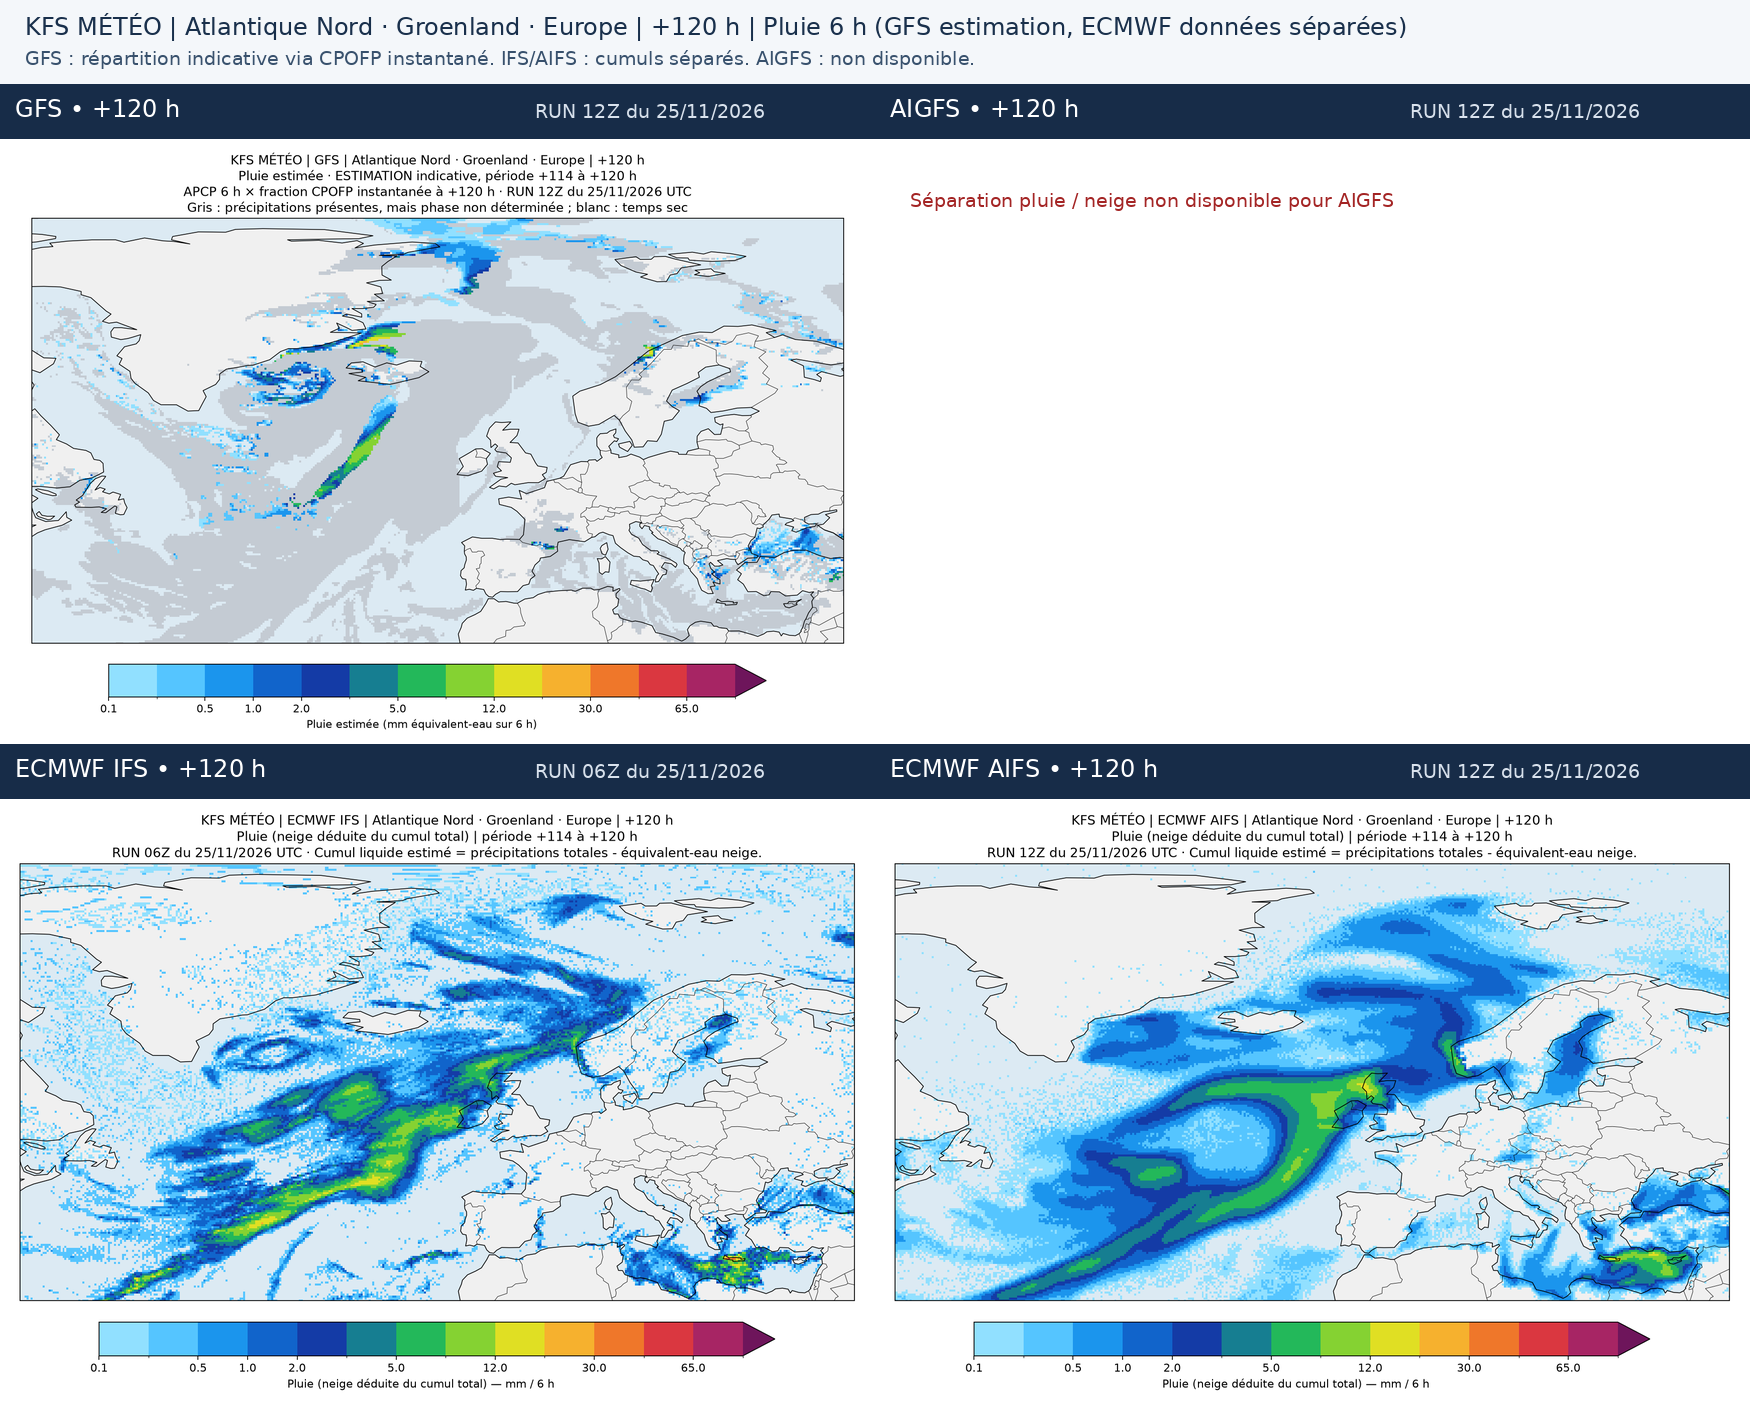 KFS MÉTÉO | Atlantique Nord · Groenland · Europe | +120 h | Pluie 6 h (GFS estimation, ECMWF données séparées)
GFS : répartition indicative via CPOFP instantané. IFS/AIFS : cumuls séparés. AIGFS : non disponible.
GFS • +120 h
RUN 12Z du 25/11/2026
AIGFS • +120 h
RUN 12Z du 25/11/2026
KFS MÉTÉO | GFS | Atlantique Nord · Groenland · Europe | +120 h
Pluie estimée · ESTIMATION indicative, période +114 à +120 h
APCP 6 h × fraction CPOFP instantanée à +120 h · RUN 12Z du 25/11/2026 UTC
Gris : précipitations présentes, mais phase non déterminée ; blanc : temps sec
Séparation pluie / neige non disponible pour AIGFS
0.1 0.5 1.0 2.0 5.0 12.0 30.0 65.0
Pluie estimée (mm équivalent-eau sur 6 h)
ECMWF IFS • +120 h
RUN 06Z du 25/11/2026
ECMWF AIFS • +120 h
RUN 12Z du 25/11/2026
KFS MÉTÉO | ECMWF IFS | Atlantique Nord · Groenland · Europe | +120 h
Pluie (neige déduite du cumul total) | période +114 à +120 h
RUN 06Z du 25/11/2026 UTC · Cumul liquide estimé = précipitations totales - équivalent-eau neige.
KFS MÉTÉO | ECMWF AIFS | Atlantique Nord · Groenland · Europe | +120 h
Pluie (neige déduite du cumul total) | période +114 à +120 h
RUN 12Z du 25/11/2026 UTC · Cumul liquide estimé = précipitations totales - équivalent-eau neige.
0.1 0.5 1.0 2.0 5.0 12.0 30.0 65.0
Pluie (neige déduite du cumul total) — mm / 6 h
0.1 0.5 1.0 2.0 5.0 12.0 30.0 65.0
Pluie (neige déduite du cumul total) — mm / 6 h